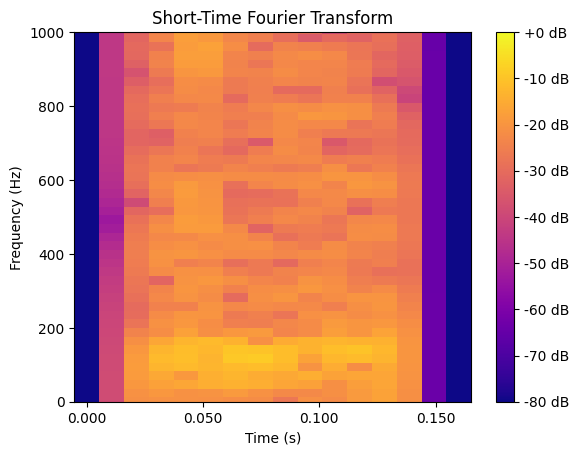 Short-Time Fourier Transform
1000
800
600
400
200
0
Frequency (Hz)
0.000
0.050
0.100
0.150
Time (s)
+0 dB
-10 dB
-20 dB
-30 dB
-40 dB
-50 dB
-60 dB
-70 dB
-80 dB